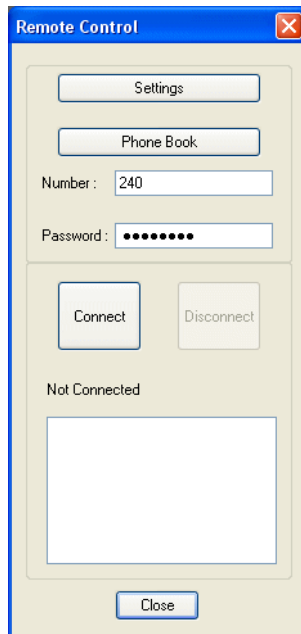 Remote Control
Settings
Phone Book
Number : 240
Password : ●●●●●●●●
Connect Disconnect
Not Connected
Close